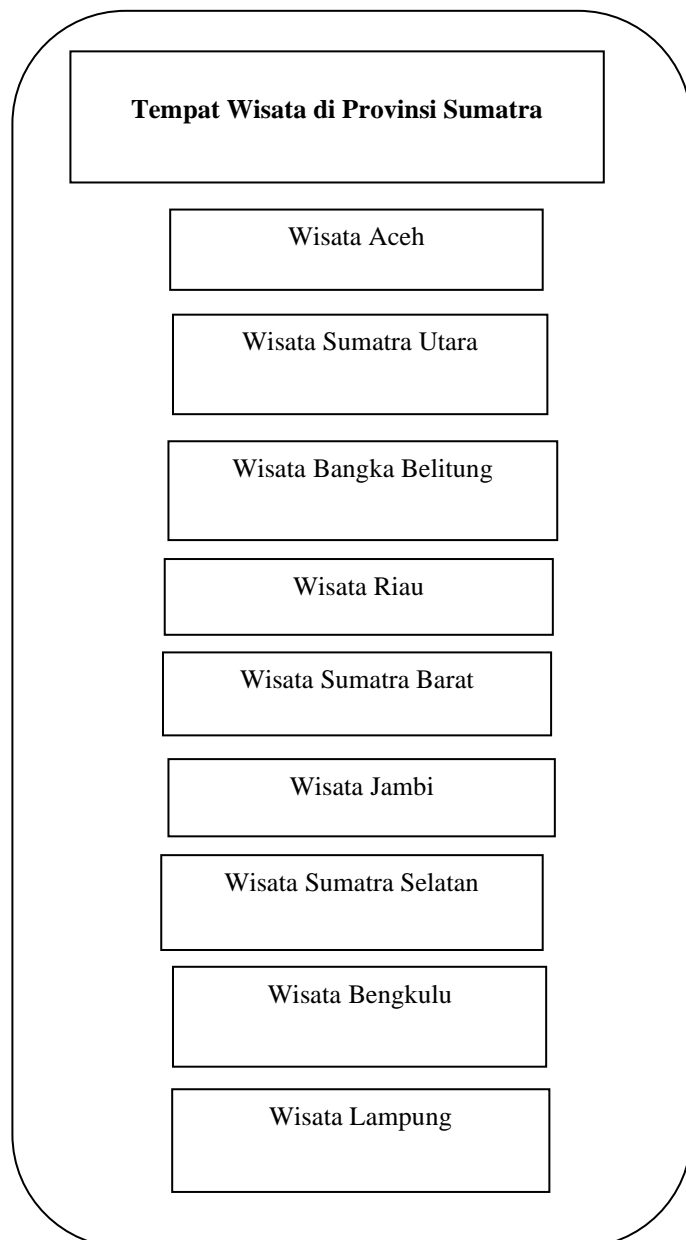 Tempat Wisata di Provinsi Sumatra
Wisata Aceh
Wisata Sumatra Utara
Wisata Bangka Belitung
Wisata Riau
Wisata Sumatra Barat
Wisata Jambi
Wisata Sumatra Selatan
Wisata Bengkulu
Wisata Lampung